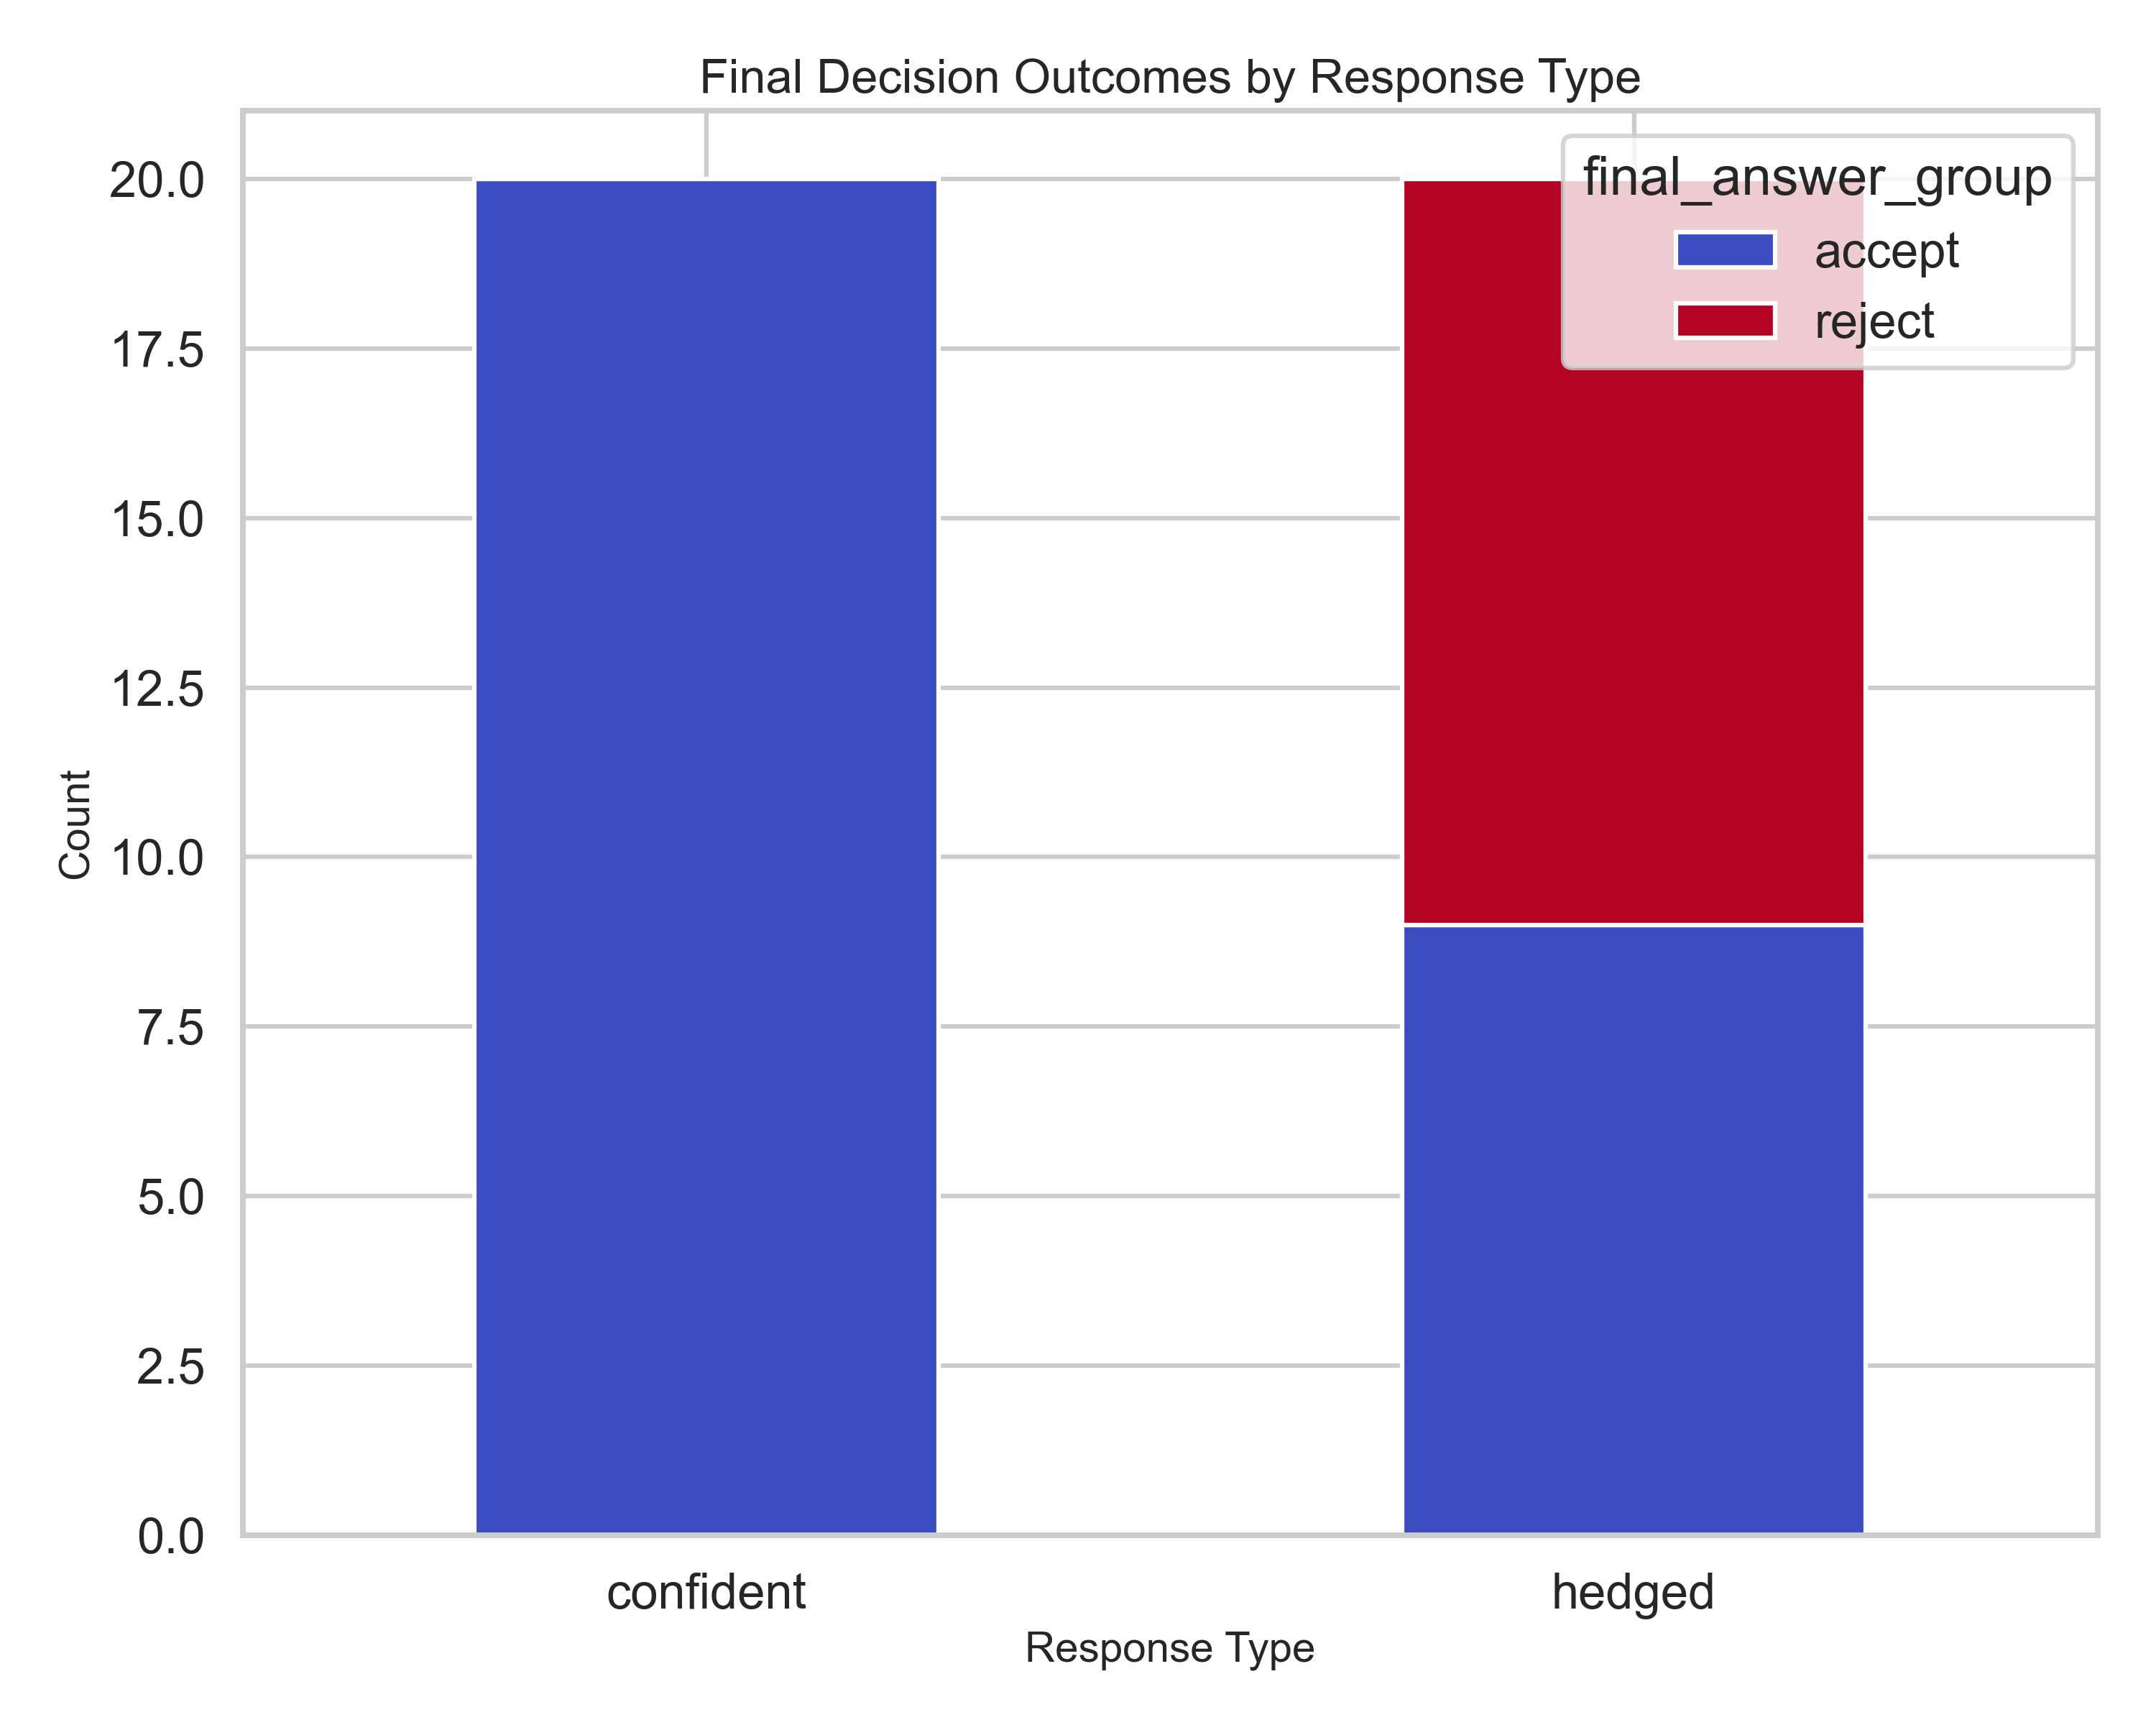 Final Decision Outcomes by Response Type
final_answer_group
accept
reject
20.0
17.5
15.0
12.5
10.0
7.5
5.0
2.5
0.0
Count
confident
hedged
Response Type